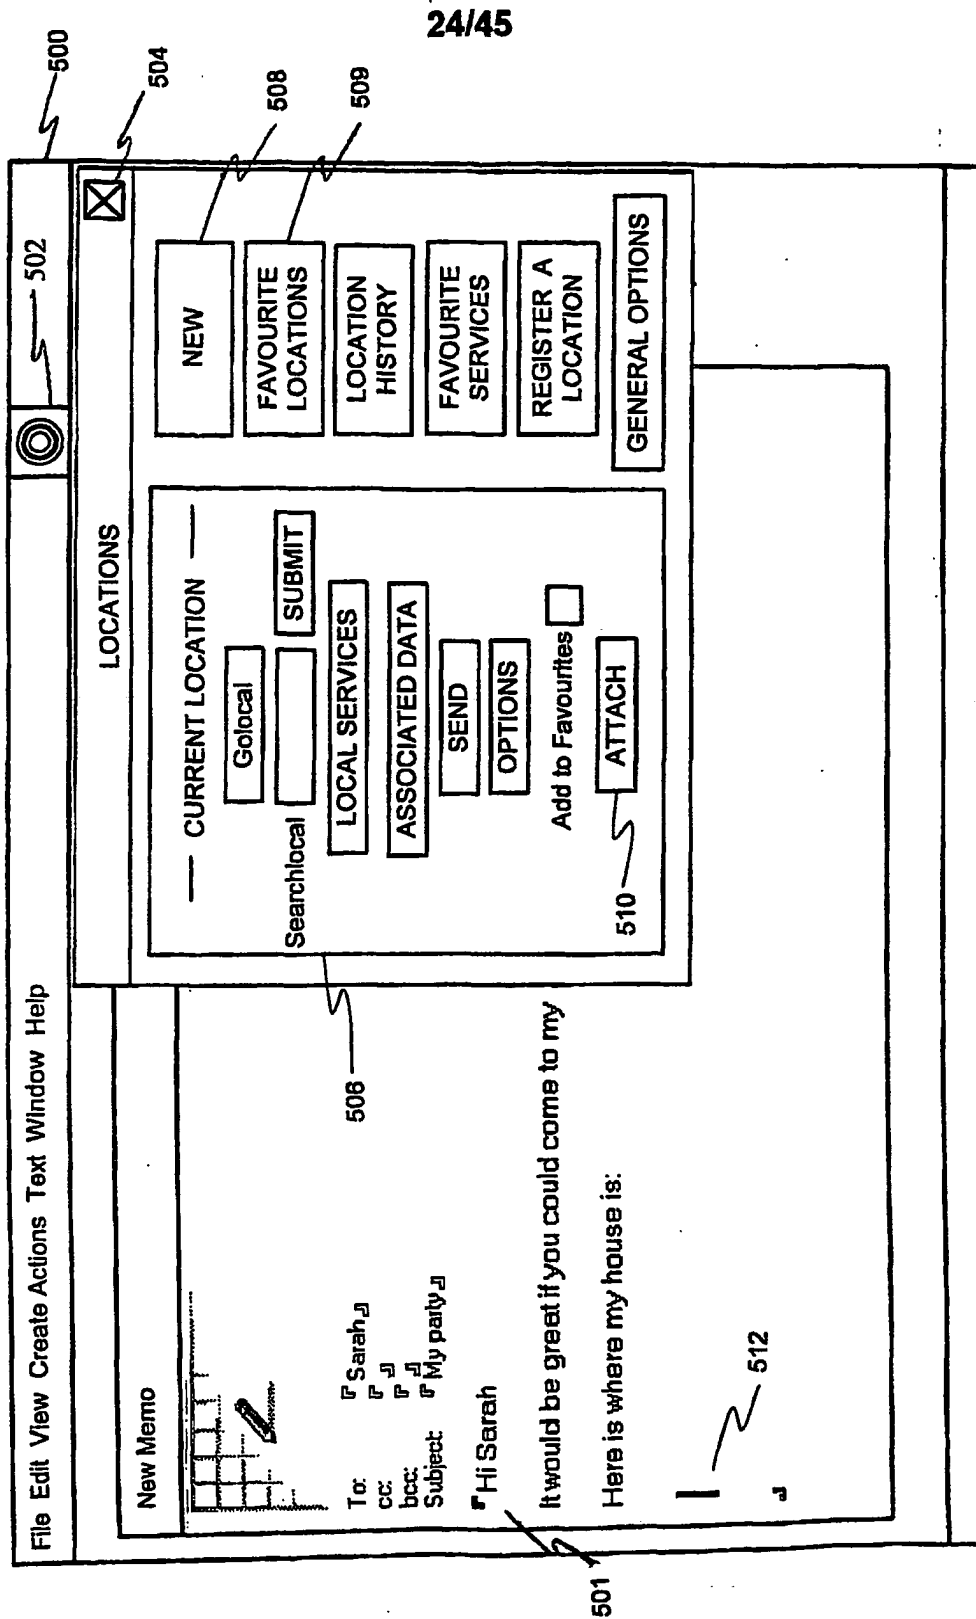 24/45
500
File Edit View Create Actions Text Window Help
502
504
LOCATIONS
New Memo
CURRENT LOCATION
Golocal
Searchlocal
SUBMIT
LOCAL SERVICES
ASSOCIATED DATA
SEND
OPTIONS
Add to Favourites
ATTACH
510
506
NEW
508
FAVOURITE
LOCATIONS
509
LOCATION
HISTORY
FAVOURITE
SERVICES
REGISTER A
LOCATION
GENERAL OPTIONS
To: 『Sarah』
cc: 『 』
bcc: 『 』
Subject: 『My party』
『Hi Sarah
501
It would be great if you could come to my
Here is where my house is:
512
』